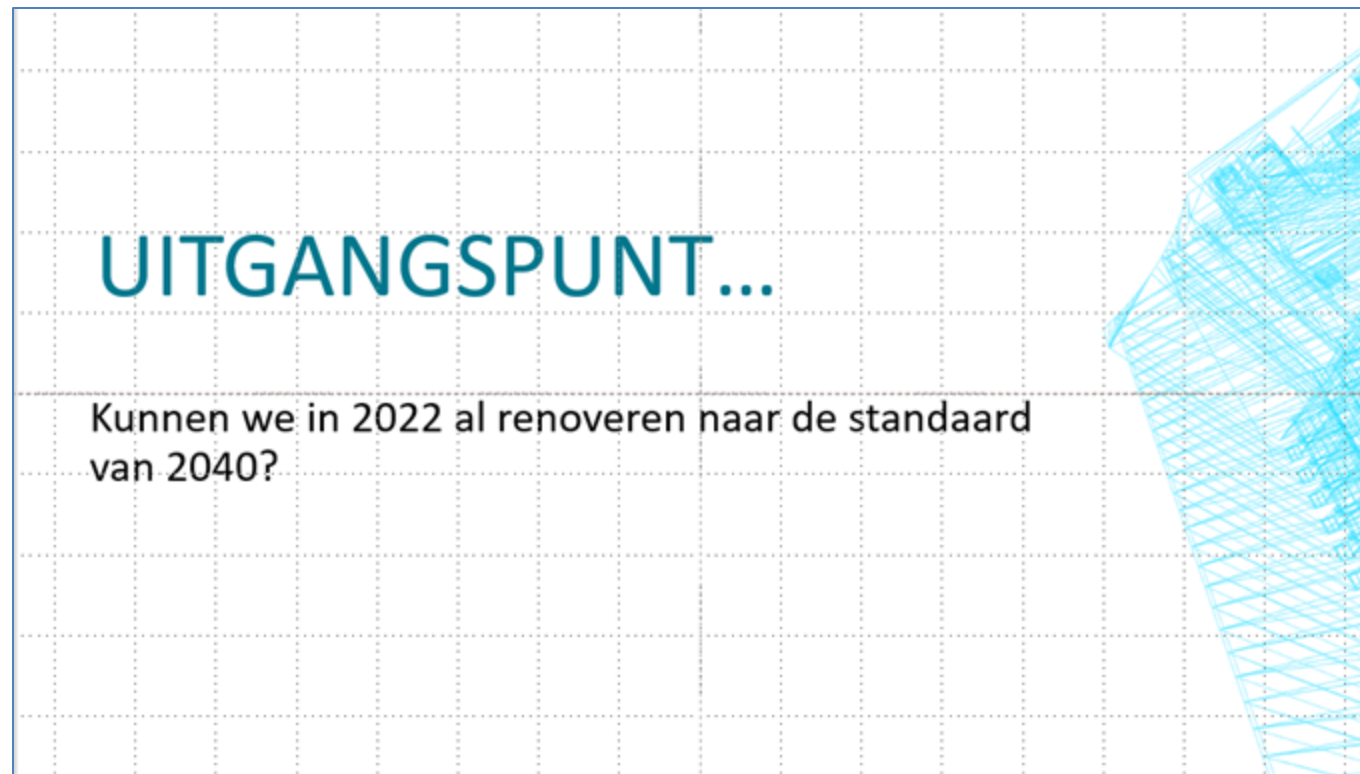 UITGANGSPUNT...
Kunnen we in 2022 al renoveren naar de standaard
van 2040?